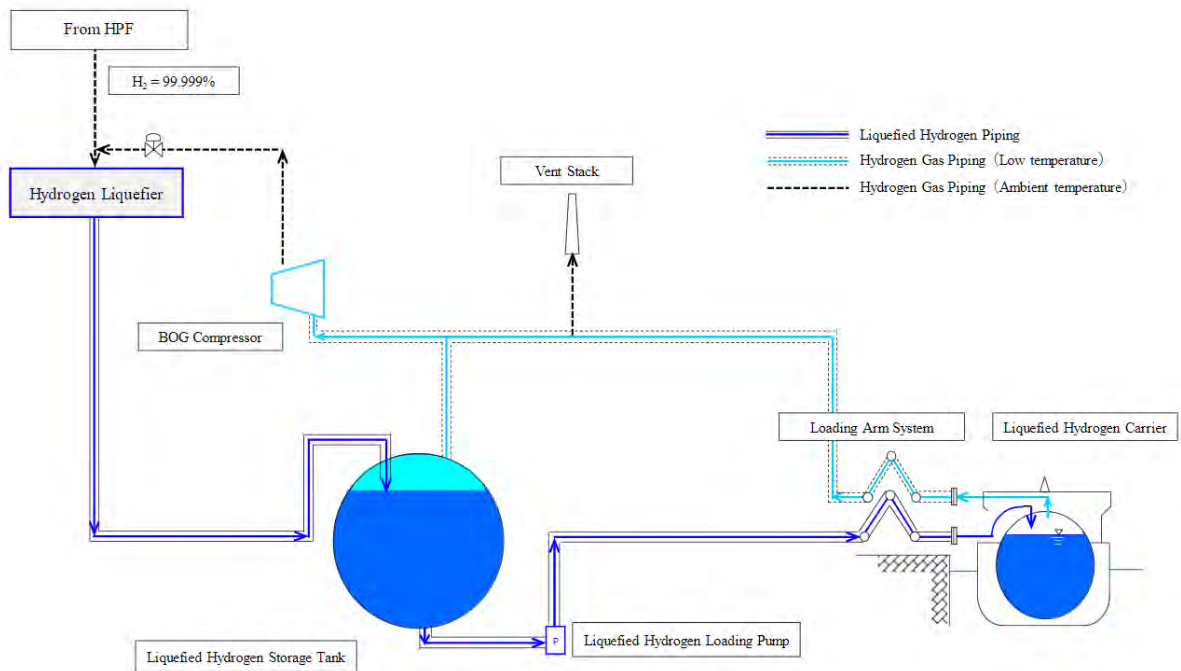 From HPF
H₂ = 99.999%
Hydrogen Liquefier
Vent Stack
Liquefied Hydrogen Piping
Hydrogen Gas Piping（Low temperature）
Hydrogen Gas Piping（Ambient temperature）
BOG Compressor
Loading Arm System
Liquefied Hydrogen Carrier
P
Liquefied Hydrogen Loading Pump
Liquefied Hydrogen Storage Tank